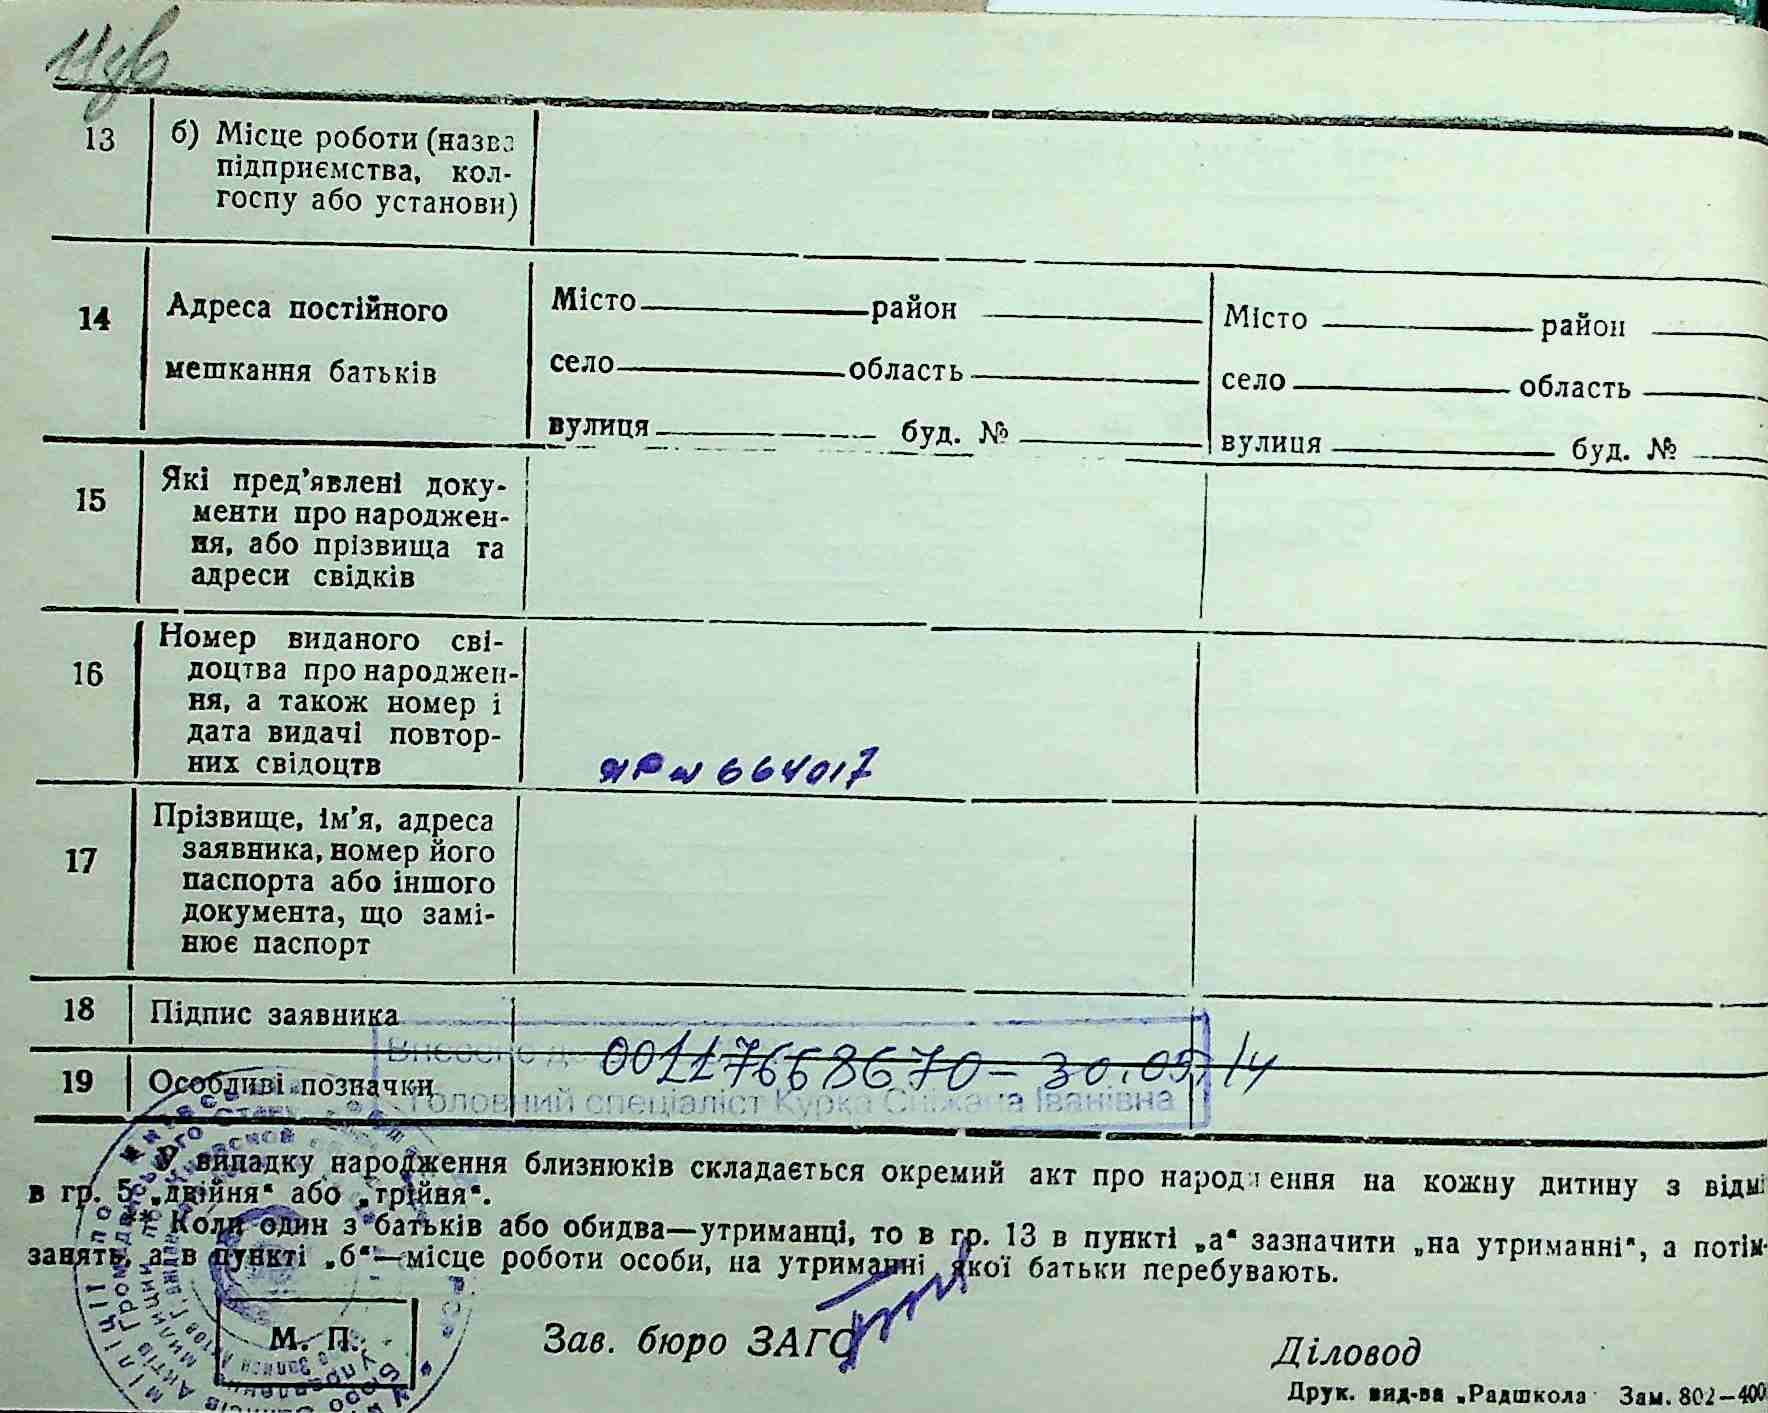 13 б) Місце роботи (назва
підприємства, кол-
госпу або установи)
14 Адреса постійного
мешкання батьків
Місто район
село область
вулиця буд. №
Місто район
село область
вулиця буд. №
15 Які пред'явлені доку-
менти про народжен-
ня, або прізвища та
адреси свідків
16 Номер виданого сві-
доцтва про народжен-
ня, а також номер і
дата видачі повтор-
них свідоцтв
664017
17 Прізвище, ім'я, адреса
заявника, номер його
паспорта або іншого
документа, що замі-
нює паспорт
18 Підпис заявника
Внесено
00117668670 - 30.09.14
19 Особливі позначки
Головний спеціаліст Курка Сніжана Іванівна
* У випадку народження близнюків складається окремий акт про народження на кожну дитину з відмі
в гр. 5 „двійня“ або „трійня“.
** Коли один з батьків або обидва—утриманці, то в гр. 13 в пункті „а“ зазначити „на утриманні“, а потім
занять, а в пункті „б“—місце роботи особи, на утриманні якої батьки перебувають.
М. П.
Зав. бюро ЗАГС
Діловод
Друк. вид-ва „Радшкола Зам. 802—400